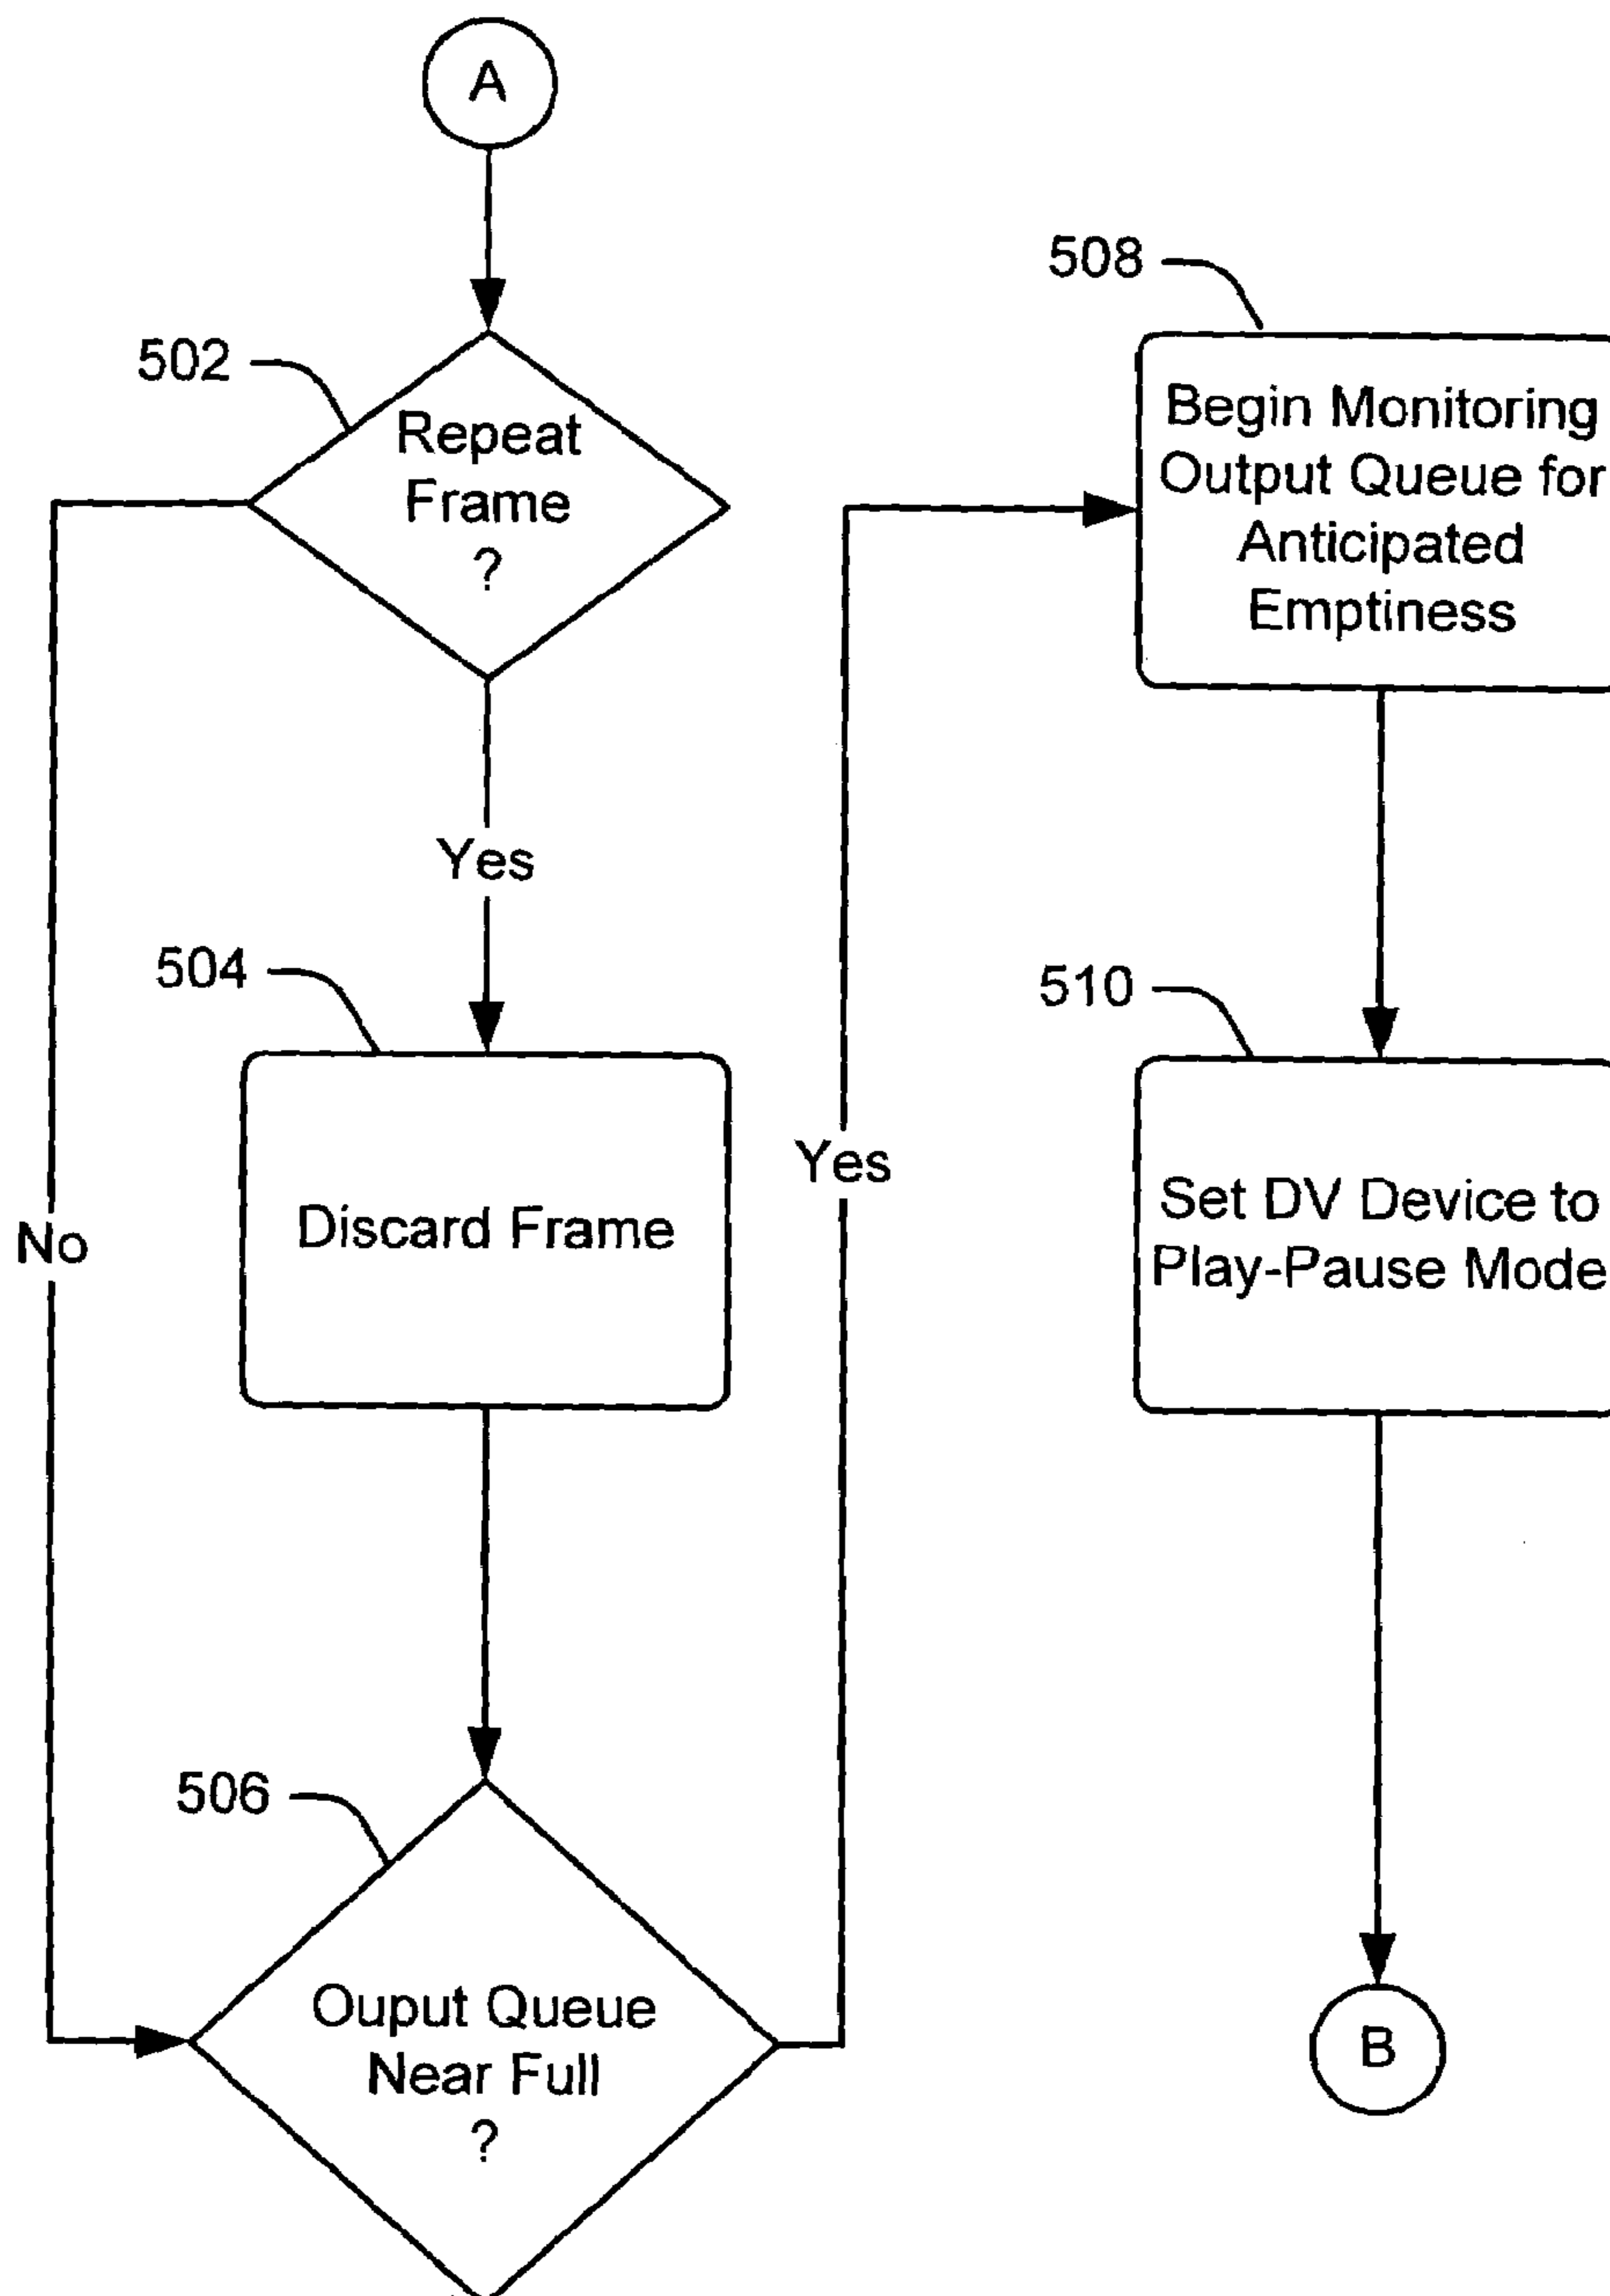 A
502
Repeat
Frame
?
Yes
No
504
Discard Frame
506
Ouput Queue
Near Full
?
Yes
508
Begin Monitoring
Output Queue for
Anticipated
Emptiness
510
Set DV Device to
Play-Pause Mode
B